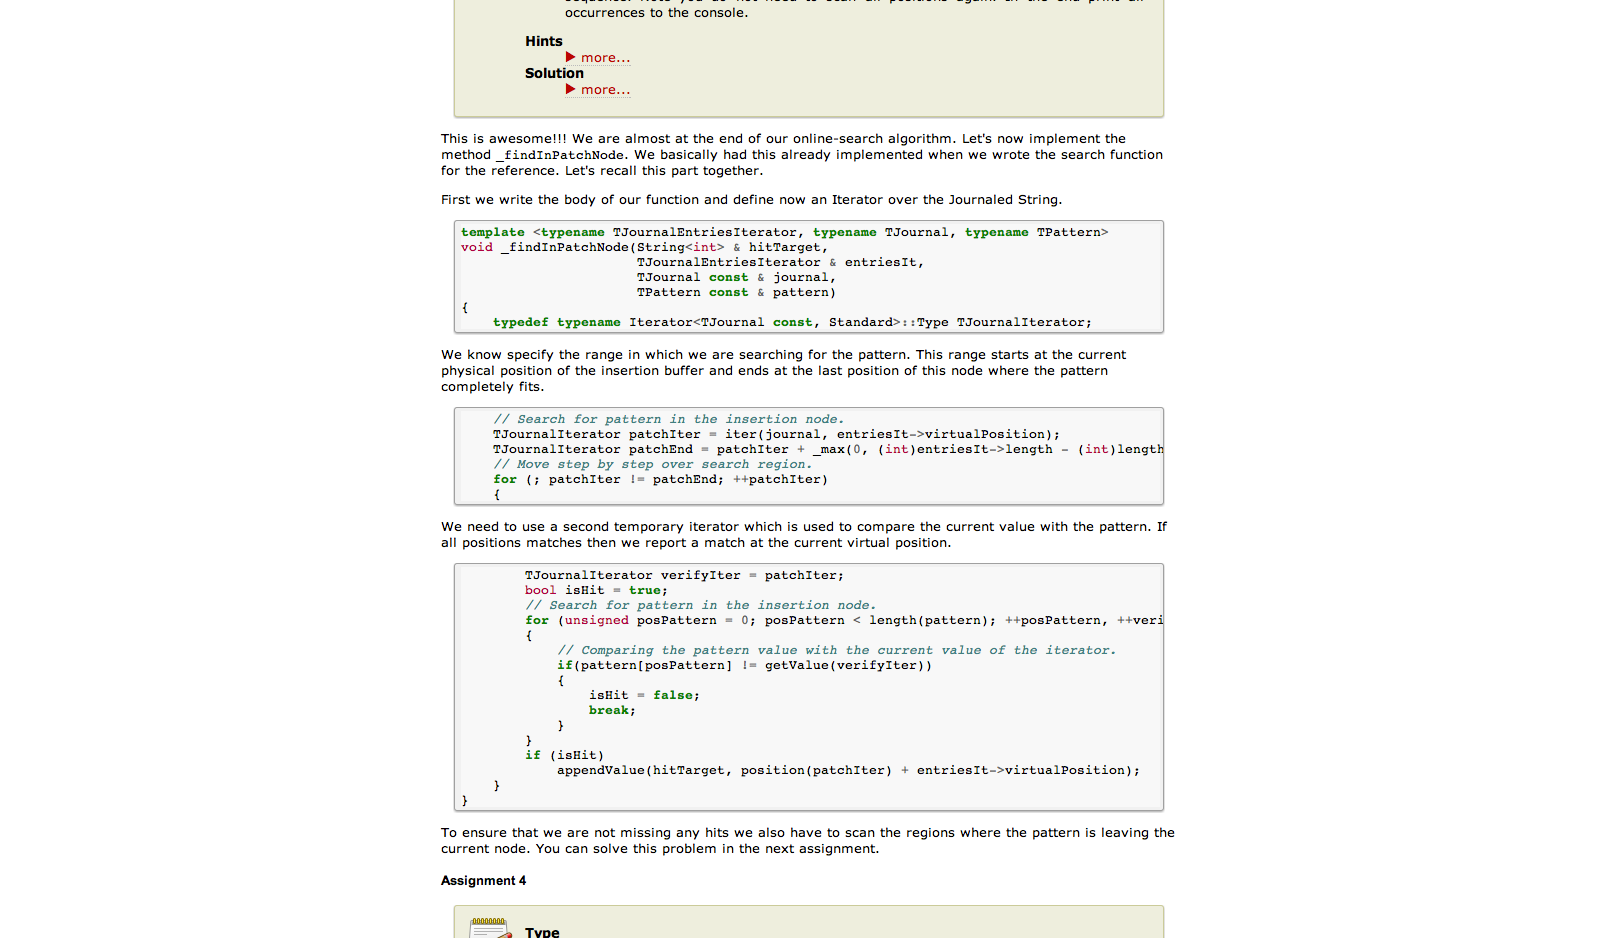 occurrences to the console.
Hints
more...
Solution
more...
This is awesome!!! We are almost at the end of our online-search algorithm. Let's now implement the
method _findInPatchNode. We basically had this already implemented when we wrote the search function
for the reference. Let's recall this part together.
First we write the body of our function and define now an Iterator over the Journaled String.
template <typename TJournalEntriesIterator, typename TJournal, typename TPattern>
void _findInPatchNode(String<int> & hitTarget,
TJournalEntriesIterator & entriesIt,
TJournal const & journal,
TPattern const & pattern)
{
typedef typename Iterator<TJournal const, Standard>::Type TJournalIterator;
We know specify the range in which we are searching for the pattern. This range starts at the current
physical position of the insertion buffer and ends at the last position of this node where the pattern
completely fits.
// Search for pattern in the insertion node.
TJournalIterator patchIter = iter(journal, entriesIt->virtualPosition);
TJournalIterator patchEnd = patchIter + _max(0, (int)entriesIt->length - (int)length
// Move step by step over search region.
for (; patchIter != patchEnd; ++patchIter)
{
We need to use a second temporary iterator which is used to compare the current value with the pattern. If
all positions matches then we report a match at the current virtual position.
TJournalIterator verifyIter = patchIter;
bool isHit = true;
// Search for pattern in the insertion node.
for (unsigned posPattern = 0; posPattern < length(pattern); ++posPattern, ++veri
{
// Comparing the pattern value with the current value of the iterator.
if(pattern[posPattern] != getValue(verifyIter))
{
isHit = false;
break;
}
}
if (isHit)
appendValue(hitTarget, position(patchIter) + entriesIt->virtualPosition);
}
}
To ensure that we are not missing any hits we also have to scan the regions where the pattern is leaving the
current node. You can solve this problem in the next assignment.
Assignment 4
Type